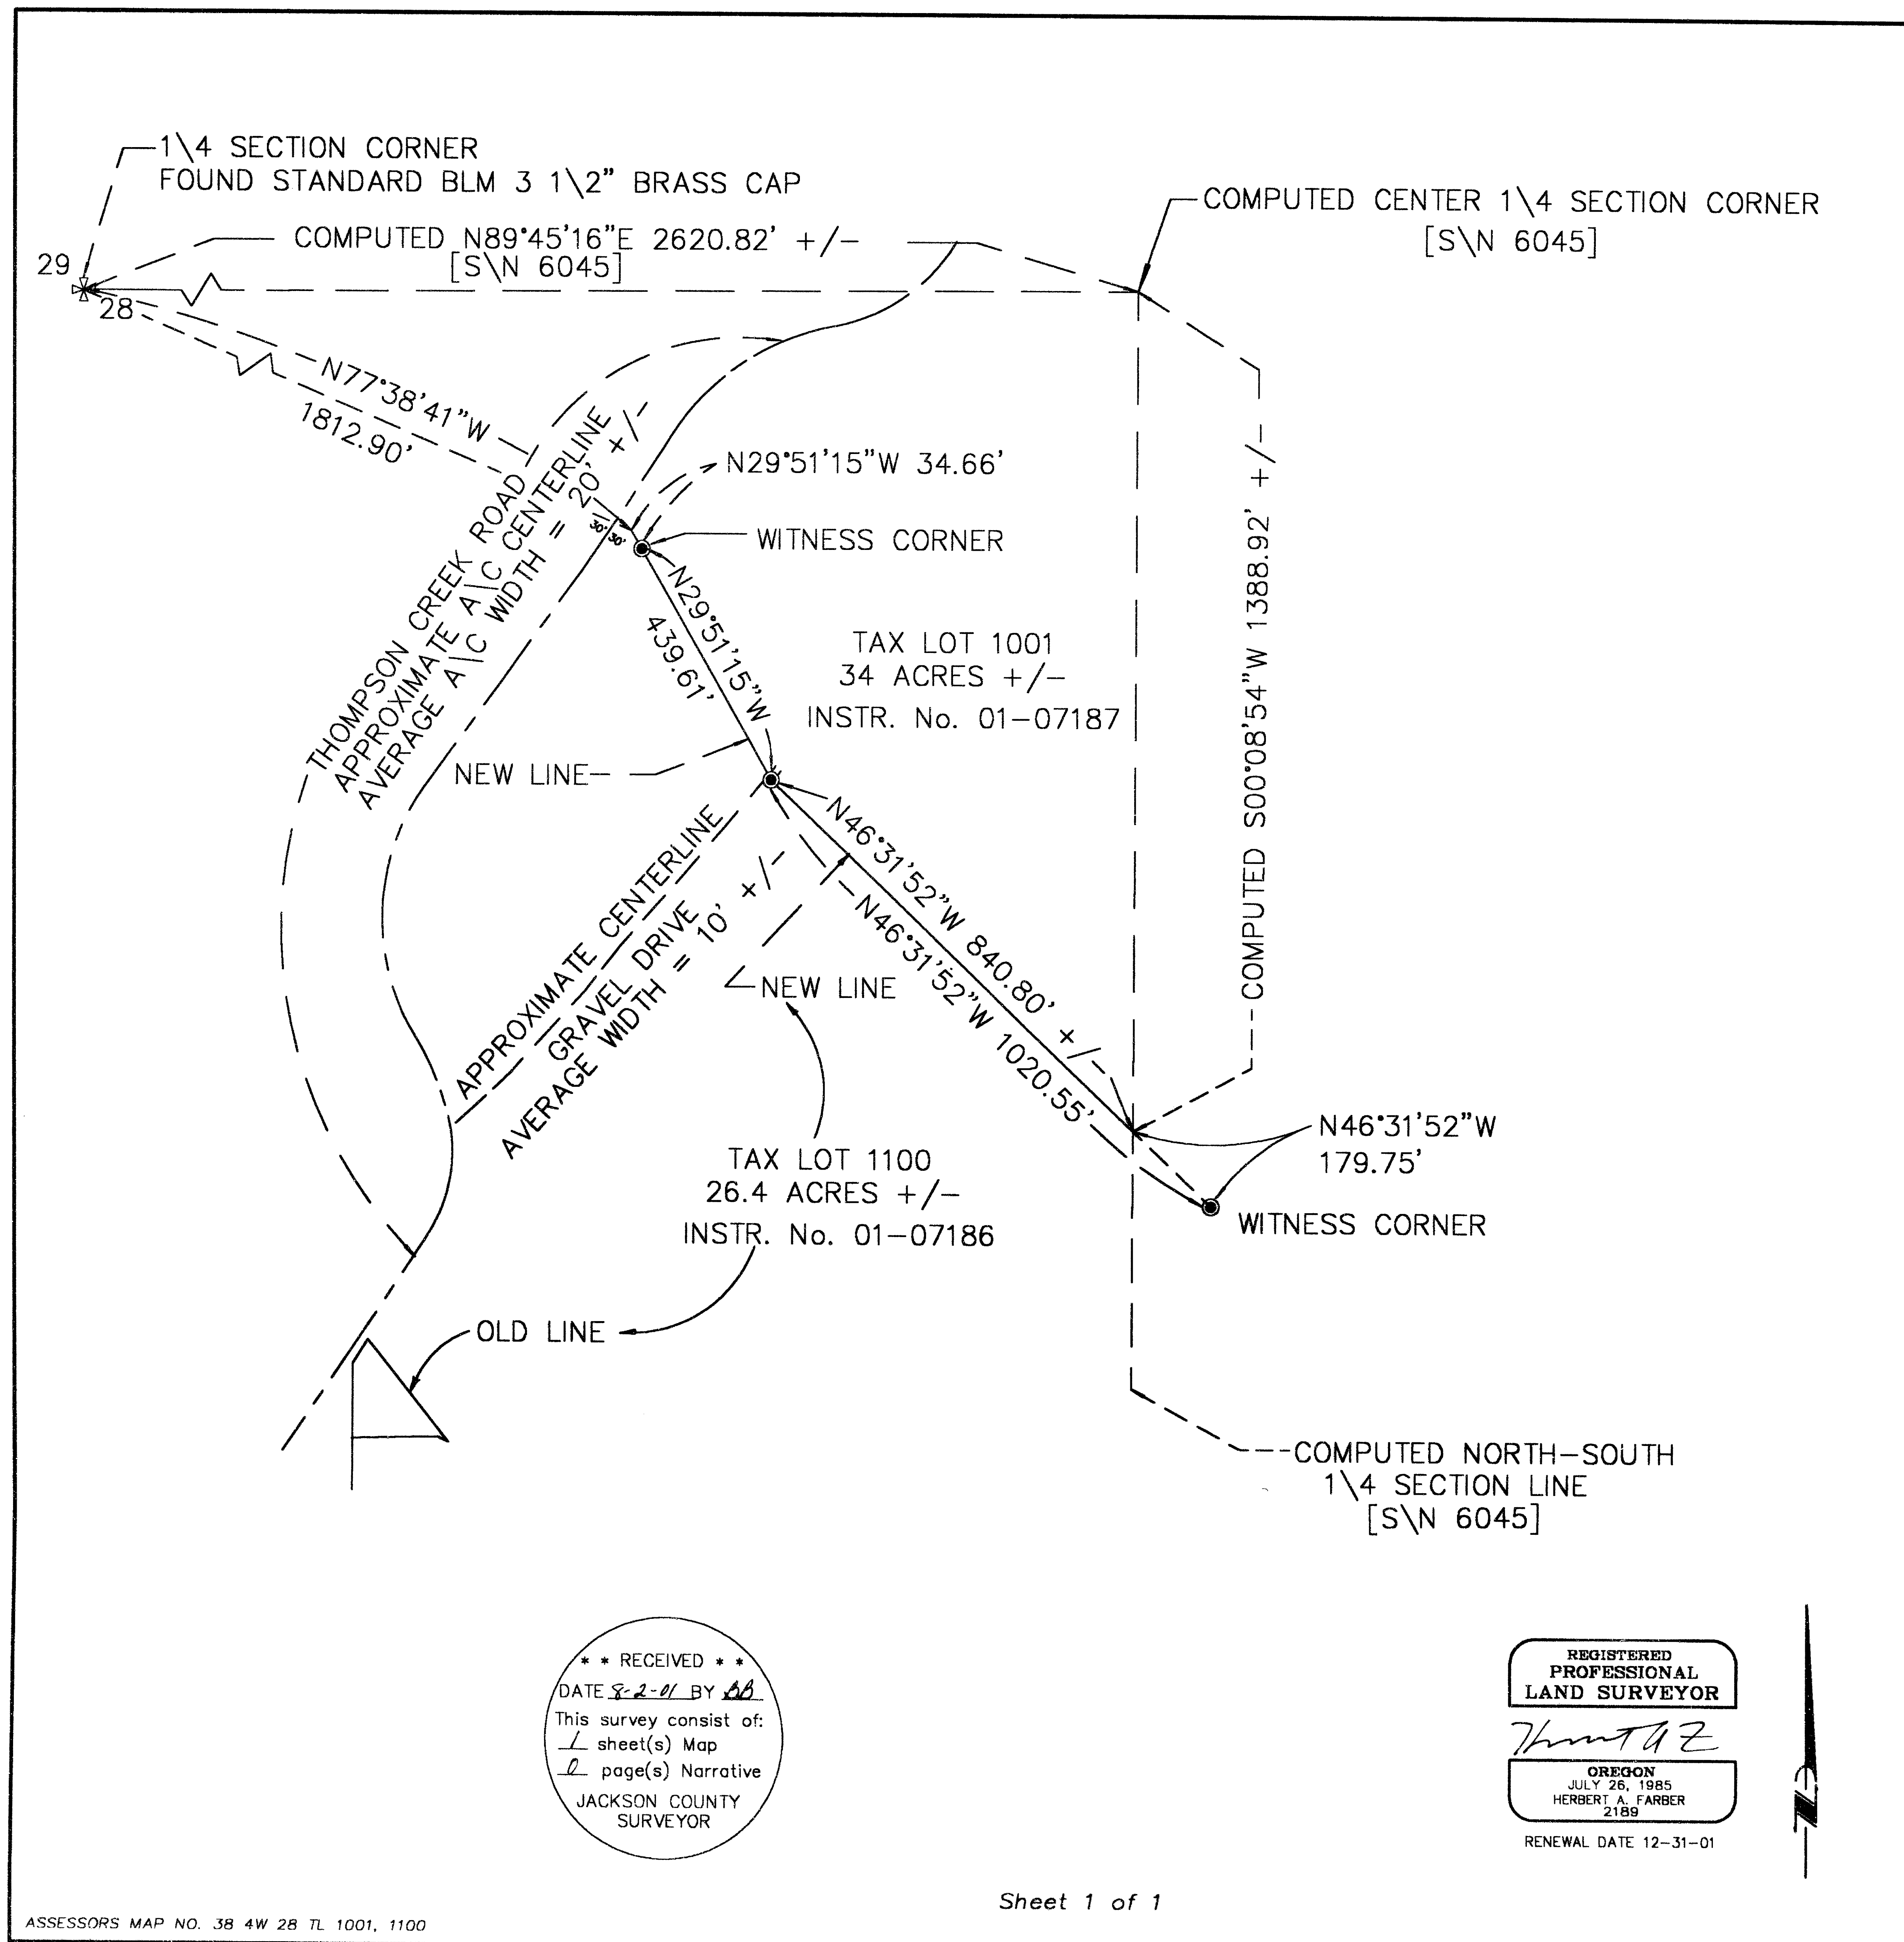 1\4 SECTION CORNER
FOUND STANDARD BLM 3 1\2" BRASS CAP
COMPUTED CENTER 1\4 SECTION CORNER
[S\N 6045]
COMPUTED N89°45'16"E 2620.82' +/-
[S\N 6045]
29
28
N77°38'41"W
1812.90'
N29°51'15"W 34.66'
WITNESS CORNER
30'
30'
THOMPSON CREEK ROAD
APPROXIMATE A\C CENTERLINE
AVERAGE A\C WIDTH = 20' +/-
N29°51'15"W
439.61'
TAX LOT 1001
34 ACRES +/-
INSTR. No. 01-07187
COMPUTED S00°08'54"W 1388.92' +/-
NEW LINE
N46°31'52"W 840.80' +/-
N46°31'52"W 1020.55'
APPROXIMATE CENTERLINE
GRAVEL DRIVE
AVERAGE WIDTH = 10' +/-
NEW LINE
TAX LOT 1100
26.4 ACRES +/-
INSTR. No. 01-07186
N46°31'52"W
179.75'
WITNESS CORNER
OLD LINE
COMPUTED NORTH-SOUTH
1\4 SECTION LINE
[S\N 6045]
* * RECEIVED * *
DATE 8-2-01 BY BB
This survey consist of:
1 sheet(s) Map
0 page(s) Narrative
JACKSON COUNTY
SURVEYOR
REGISTERED
PROFESSIONAL
LAND SURVEYOR
OREGON
JULY 26, 1985
HERBERT A. FARBER
2189
RENEWAL DATE 12-31-01
N
Sheet 1 of 1
ASSESSORS MAP NO. 38 4W 28 TL 1001, 1100